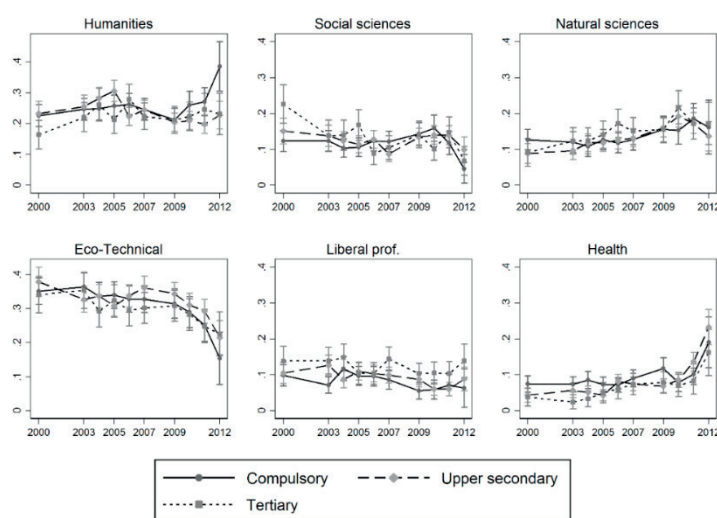 Humanities Social sciences Natural sciences
.4 .4 .4
.3 .3 .3
.2 .2 .2
.1 .1 .1
0 0 0
2000 2003 2005 2007 2009 2012 2000 2003 2005 2007 2009 2012 2000 2003 2005 2007 2009 2012
Eco-Technical Liberal prof. Health
.4 .4 .4
.3 .3 .3
.2 .2 .2
.1 .1 .1
0 0 0
2000 2003 2005 2007 2009 2012 2000 2003 2005 2007 2009 2012 2000 2003 2005 2007 2009 2012
Compulsory Upper secondary
Tertiary